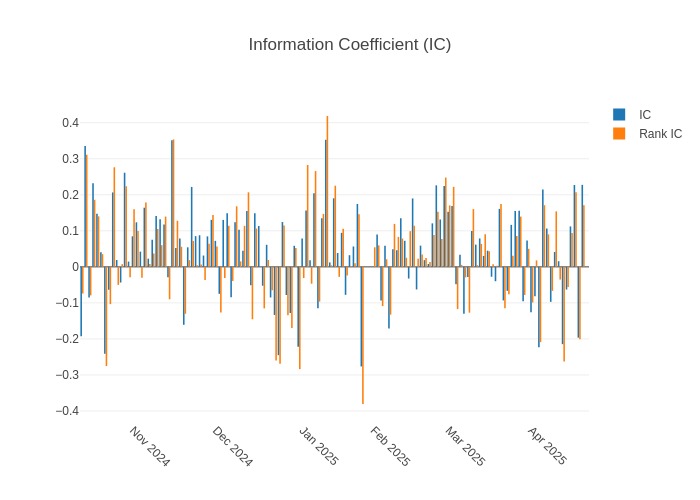 Information Coefficient (IC)
IC
Rank IC
0.4
0.3
0.2
0.1
0
−0.1
−0.2
−0.3
−0.4
Nov 2024
Dec 2024
Jan 2025
Feb 2025
Mar 2025
Apr 2025